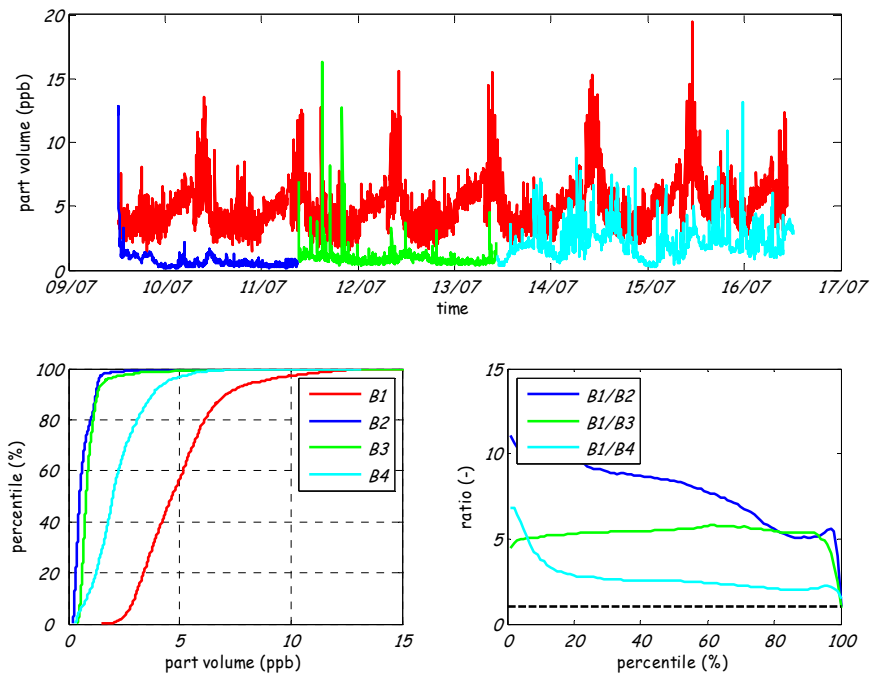 20
15
10
5
0
part volume (ppb)
09/07 10/07 11/07 12/07 13/07 14/07 15/07 16/07 17/07
time
100
80
60
40
20
0
percentile (%)
B1
B2
B3
B4
0 5 10 15
part volume (ppb)
15
10
5
0
ratio (-)
B1/B2
B1/B3
B1/B4
0 20 40 60 80 100
percentile (%)